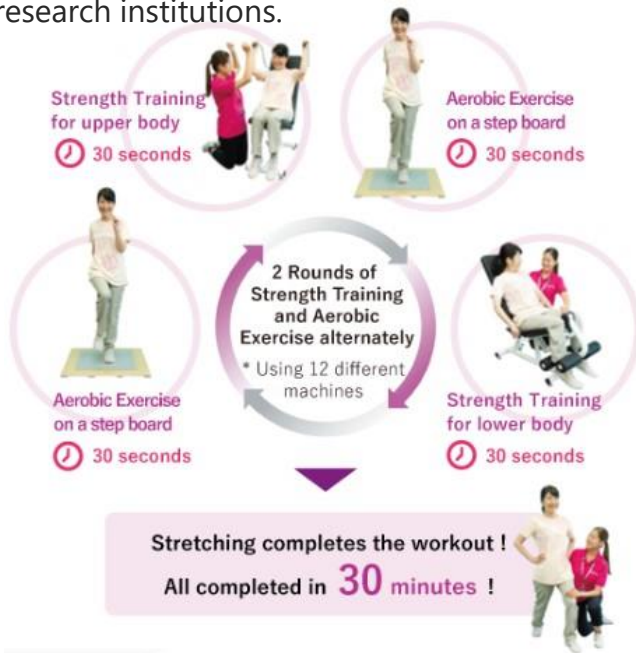 research institutions.
Strength Training
for upper body
30 seconds
Aerobic Exercise
on a step board
30 seconds
2 Rounds of
Strength Training
and Aerobic
Exercise alternately
* Using 12 different
machines
Aerobic Exercise
on a step board
30 seconds
Strength Training
for lower body
30 seconds
Stretching completes the workout !
All completed in 30 minutes !